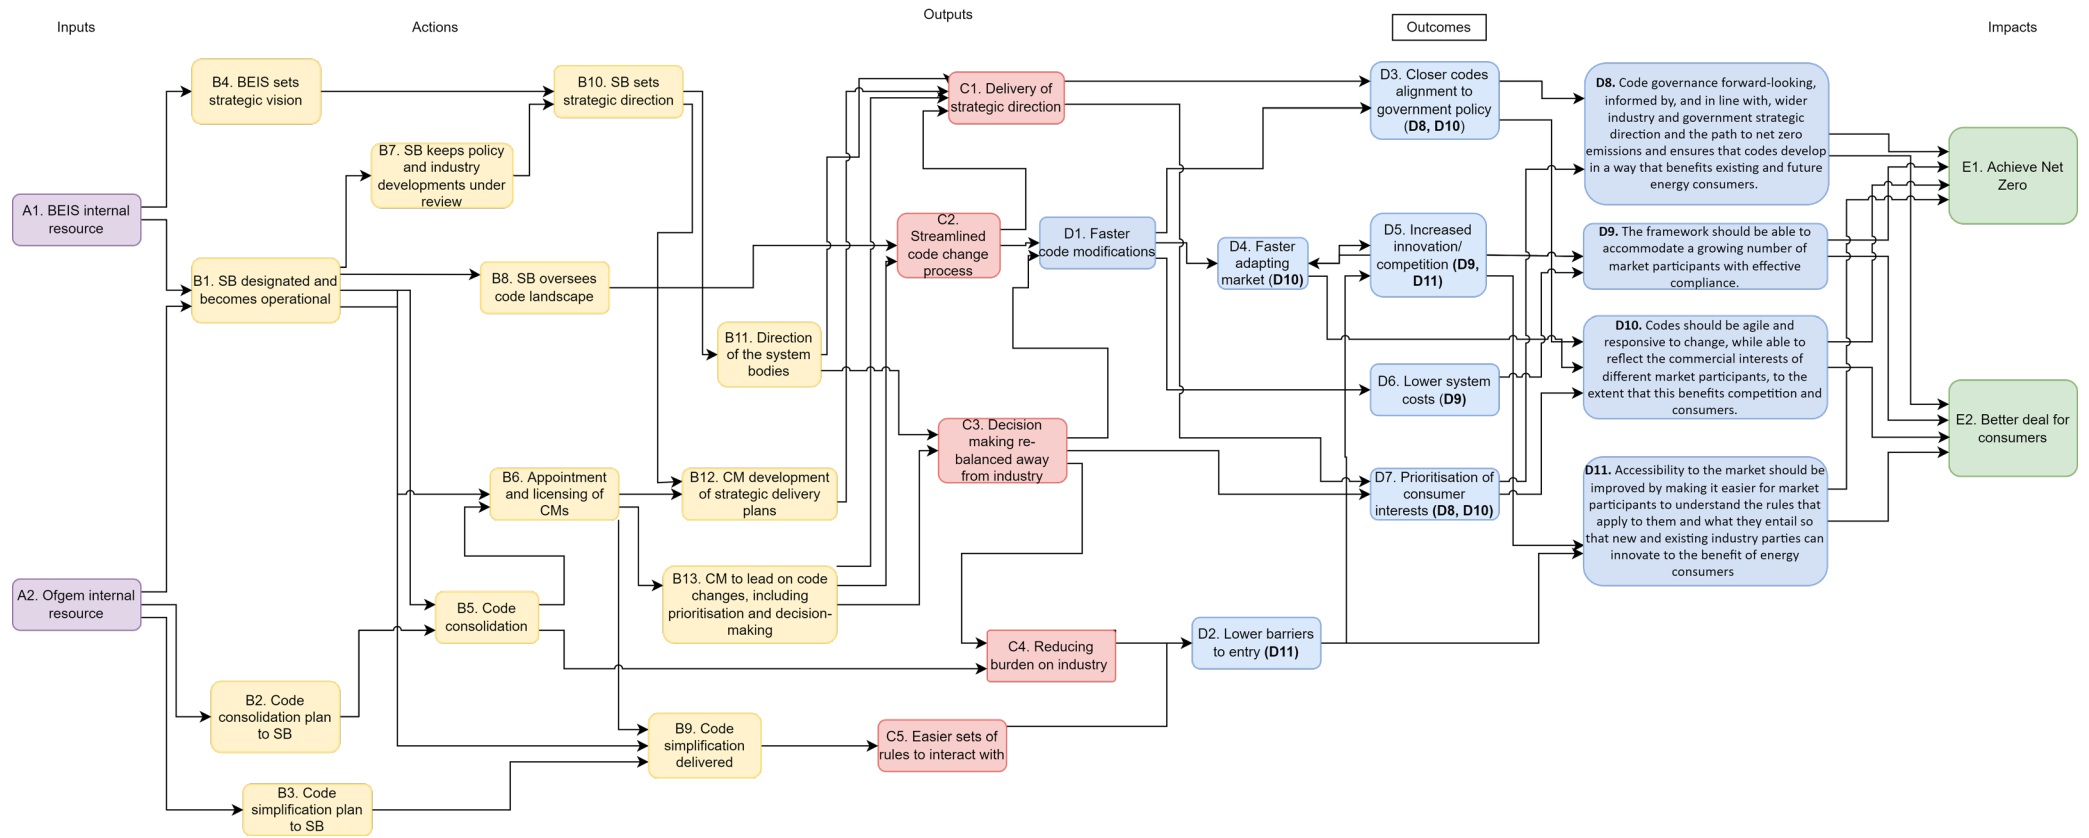 Inputs
Actions
Outputs
Outcomes
Impacts
A1. BEIS internal
resource
A2. Ofgem internal
resource
B4. BEIS sets
strategic vision
B7. SB keeps policy
and industry
developments under
review
B1. SB designated and
becomes operational
B2. Code
consolidation plan
to SB
B3. Code
simplification plan
to SB
B10. SB sets
strategic direction
B8. SB oversees
code landscape
B6. Appointment
and licensing of
CMs
B5. Code
consolidation
B11. Direction
of the system
bodies
B12. CM development
of strategic delivery
plans
B13. CM to lead on code
changes, including
prioritisation and decision-
making
B9. Code
simplification
delivered
C1. Delivery of
strategic direction
C2.
Streamlined
code change
process
C3. Decision
making re-
balanced away
from industry
C4. Reducing
burden on industry
C5. Easier sets of
rules to interact with
D1. Faster
code modifications
D4. Faster
adapting
market (D10)
D2. Lower barriers
to entry (D11)
D3. Closer codes
alignment to
government policy
(D8, D10)
D5. Increased
innovation/
competition (D9,
D11)
D6. Lower system
costs (D9)
D7. Prioritisation of
consumer
interests (D8, D10)
D8. Code governance forward-looking,
informed by, and in line with, wider
industry and government strategic
direction and the path to net zero
emissions and ensures that codes develop
in a way that benefits existing and future
energy consumers.
D9. The framework should be able to
accommodate a growing number of
market participants with effective
compliance.
D10. Codes should be agile and
responsive to change, while able to
reflect the commercial interests of
different market participants, to the
extent that this benefits competition and
consumers.
D11. Accessibility to the market should be
improved by making it easier for market
participants to understand the rules that
apply to them and what they entail so
that new and existing industry parties can
innovate to the benefit of energy
consumers
E1. Achieve Net
Zero
E2. Better deal for
consumers